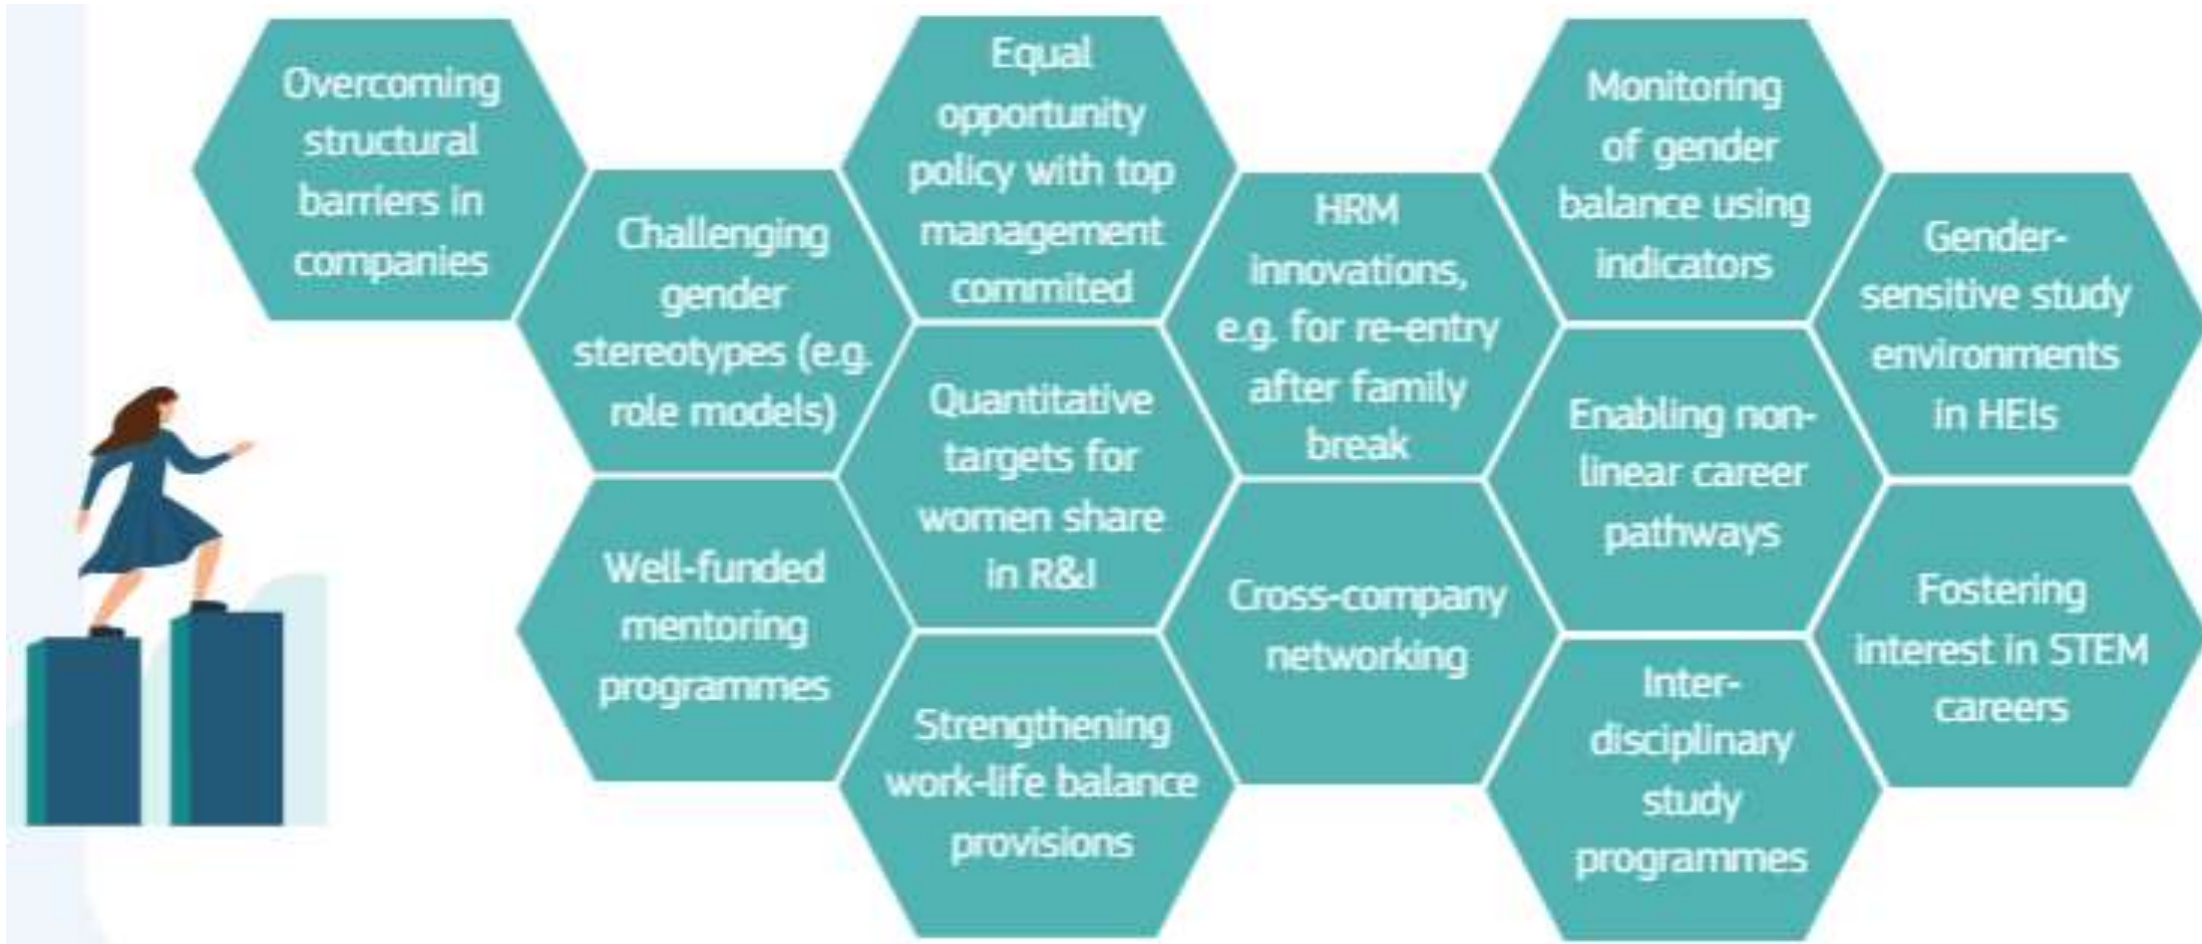 Overcoming
structural
barriers in
companies
Challenging
gender
stereotypes (e.g.
role models)
Well-funded
mentoring
programmes
Equal
opportunity
policy with top
management
commited
Quantitative
targets for
women share
in R&I
Strengthening
work-life balance
provisions
HRM
innovations,
e.g. for re-entry
after family
break
Cross-company
networking
Monitoring
of gender
balance using
indicators
Enabling non-
linear career
pathways
Inter-
disciplinary
study
programmes
Gender-
sensitive study
environments
in HEIs
Fostering
interest in STEM
careers